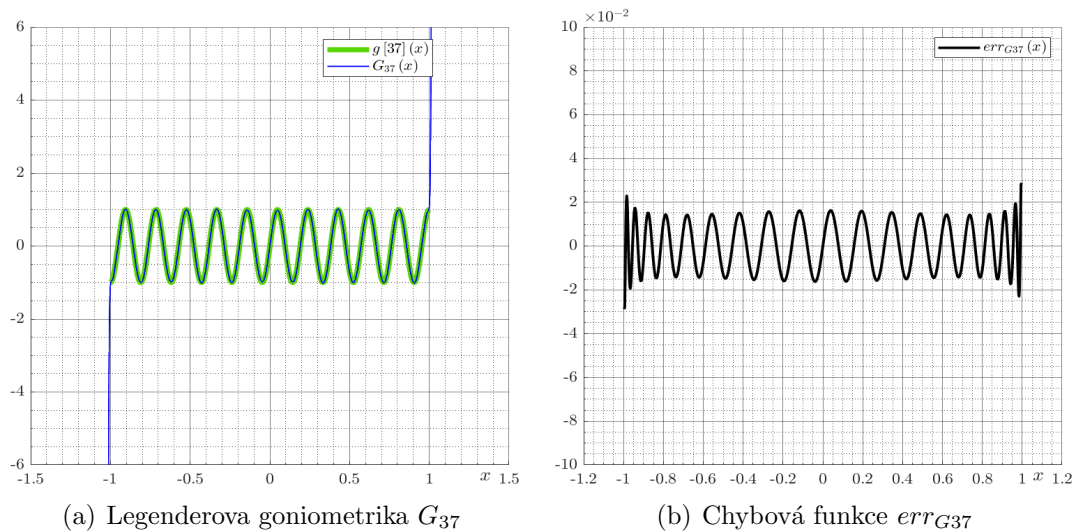 6
4
2
0
-2
-4
-6
-1.5 -1 -0.5 0 0.5 1 x 1.5
g [37] (x)
G37 (x)
(a) Legenderova goniometrika G37
×10−2
10
8
6
4
2
0
-2
-4
-6
-8
-10
-1.2 -1 -0.8 -0.6 -0.4 -0.2 0 0.2 0.4 0.6 0.8 1 x 1.2
errG37 (x)
(b) Chybová funkce errG37